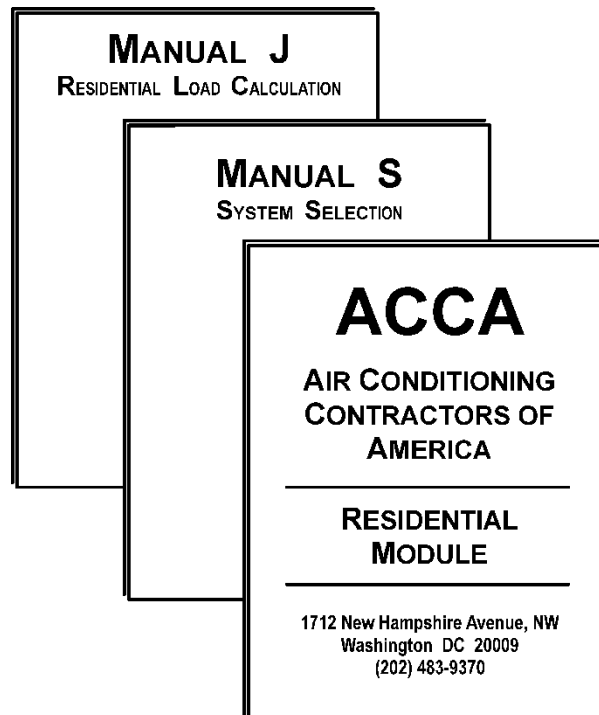 MANUAL J
RESIDENTIAL LOAD CALCULATION
MANUAL S
SYSTEM SELECTION
ACCA
AIR CONDITIONING
CONTRACTORS OF
AMERICA
RESIDENTIAL
MODULE
1712 New Hampshire Avenue, NW
Washington DC 20009
(202) 483-9370